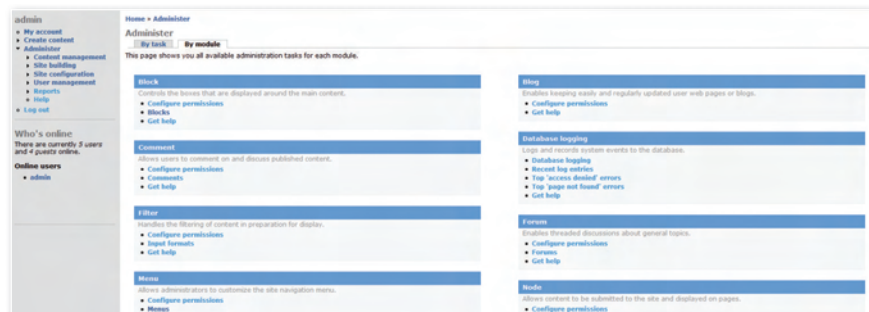 admin
My account
Create content
Administer
Content management
Site building
Site configuration
User management
Reports
Help
Log out
Who's online
There are currently 5 users
and 4 guests online.
Online users
admin
Home » Administer
Administer
By task By module
This page shows you all available administration tasks for each module.
Block
Controls the boxes that are displayed around the main content.
Configure permissions
Blocks
Get help
Comment
Allows users to comment on and discuss published content.
Configure permissions
Comments
Get help
Filter
Handles the filtering of content in preparation for display.
Configure permissions
Input formats
Get help
Menu
Allows administrators to customize the site navigation menu.
Configure permissions
Menus
Blog
Enables keeping easily and regularly updated user web pages or blogs.
Configure permissions
Get help
Database logging
Logs and records system events to the database.
Database logging
Recent log entries
Top 'access denied' errors
Top 'page not found' errors
Get help
Forum
Enables threaded discussions about general topics.
Configure permissions
Forums
Get help
Node
Allows content to be submitted to the site and displayed on pages.
Configure permissions